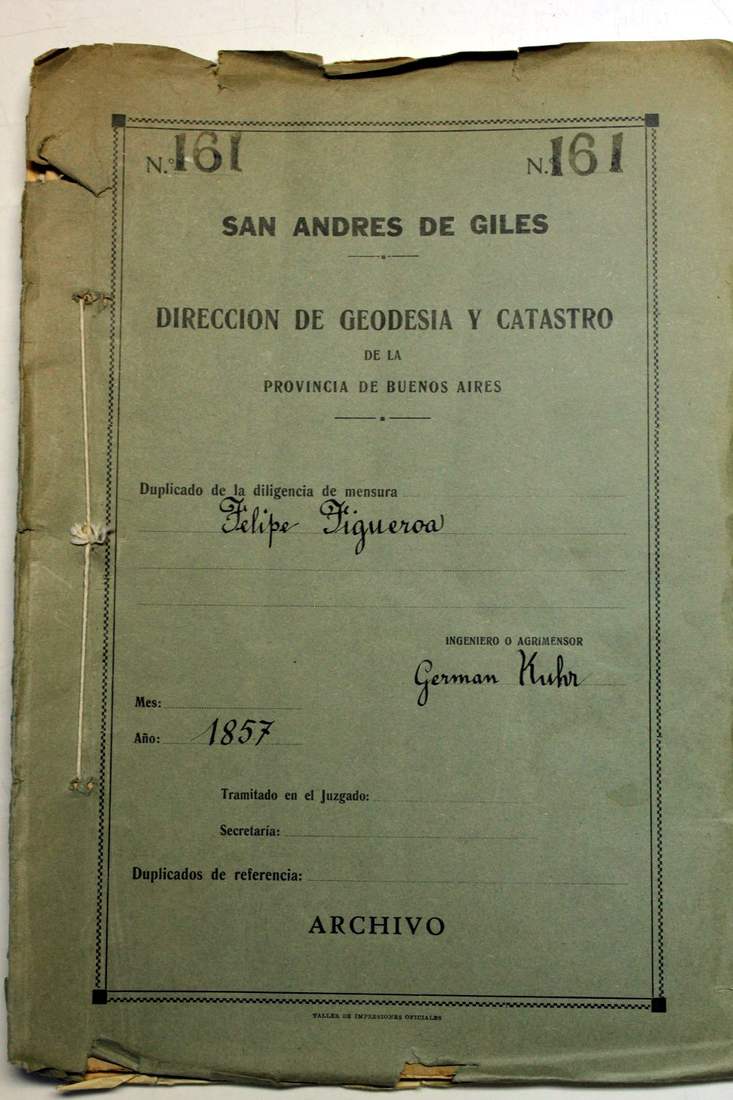 N.º 161 N.º 161
SAN ANDRES DE GILES
DIRECCION DE GEODESIA Y CATASTRO
DE LA
PROVINCIA DE BUENOS AIRES
Duplicado de la diligencia de mensura
Felipe Figueroa
INGENIERO O AGRIMENSOR
German Kuhr
Mes:
Año: 1857
Tramitado en el Juzgado:
Secretaría:
Duplicados de referencia:
ARCHIVO
TALLER DE IMPRESIONES OFICIALES